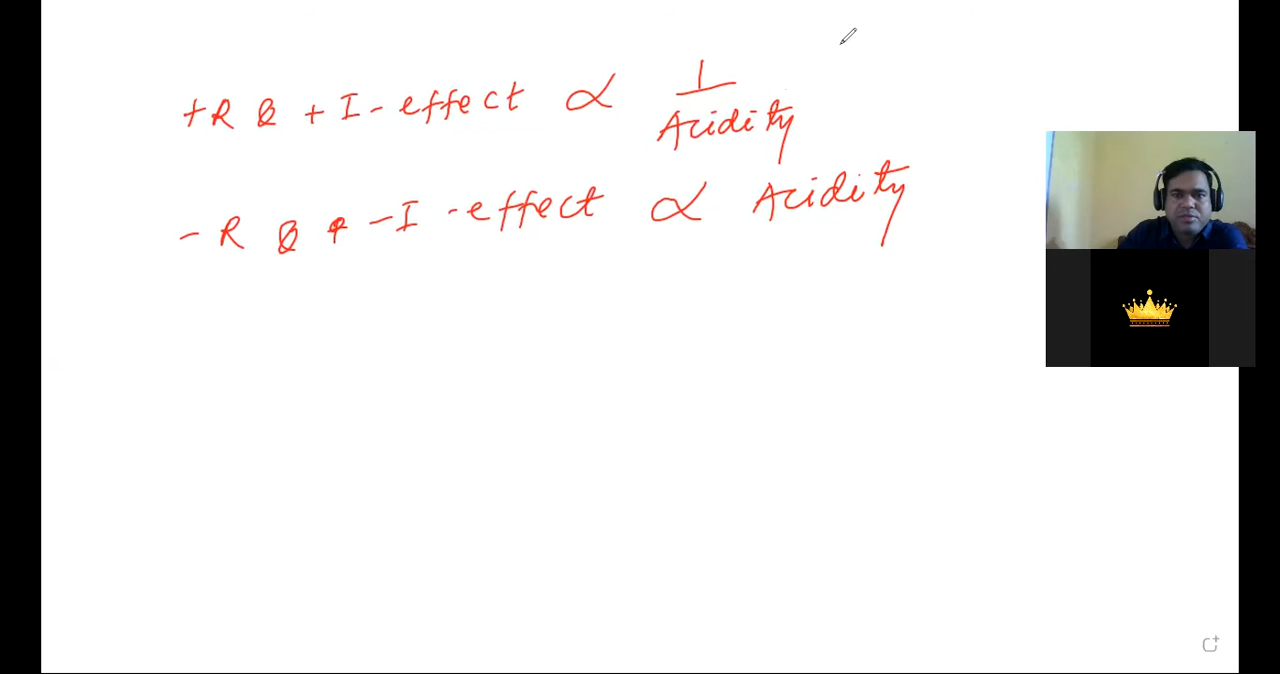 +R & + I - effect ∝ 1/Acidity
- R & - I - effect ∝ Acidity